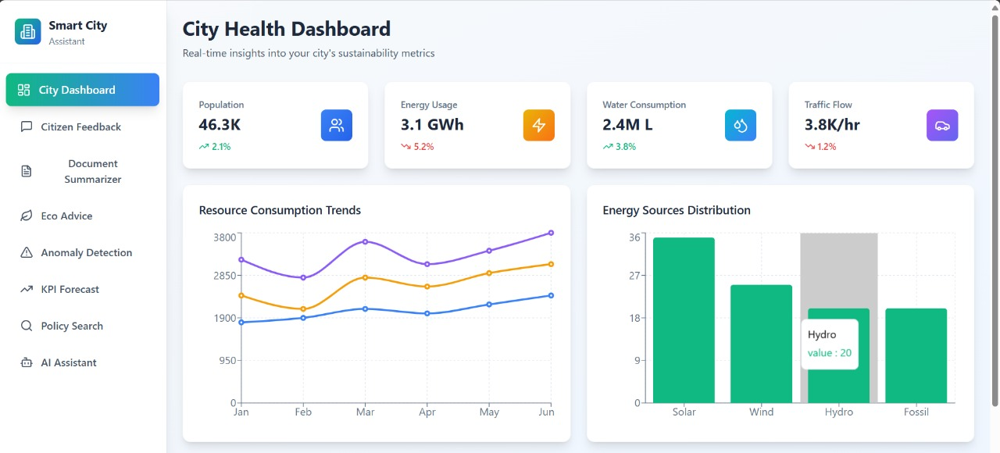 Smart City
Assistant
City Dashboard
Citizen Feedback
Document
Summarizer
Eco Advice
Anomaly Detection
KPI Forecast
Policy Search
AI Assistant
City Health Dashboard
Real-time insights into your city's sustainability metrics
Population
46.3K
2.1%
Energy Usage
3.1 GWh
5.2%
Water Consumption
2.4M L
3.8%
Traffic Flow
3.8K/hr
1.2%
Resource Consumption Trends
3800
2850
1900
950
0
Jan Feb Mar Apr May Jun
Energy Sources Distribution
36
27
18
9
0
Hydro
value : 20
Solar Wind Hydro Fossil